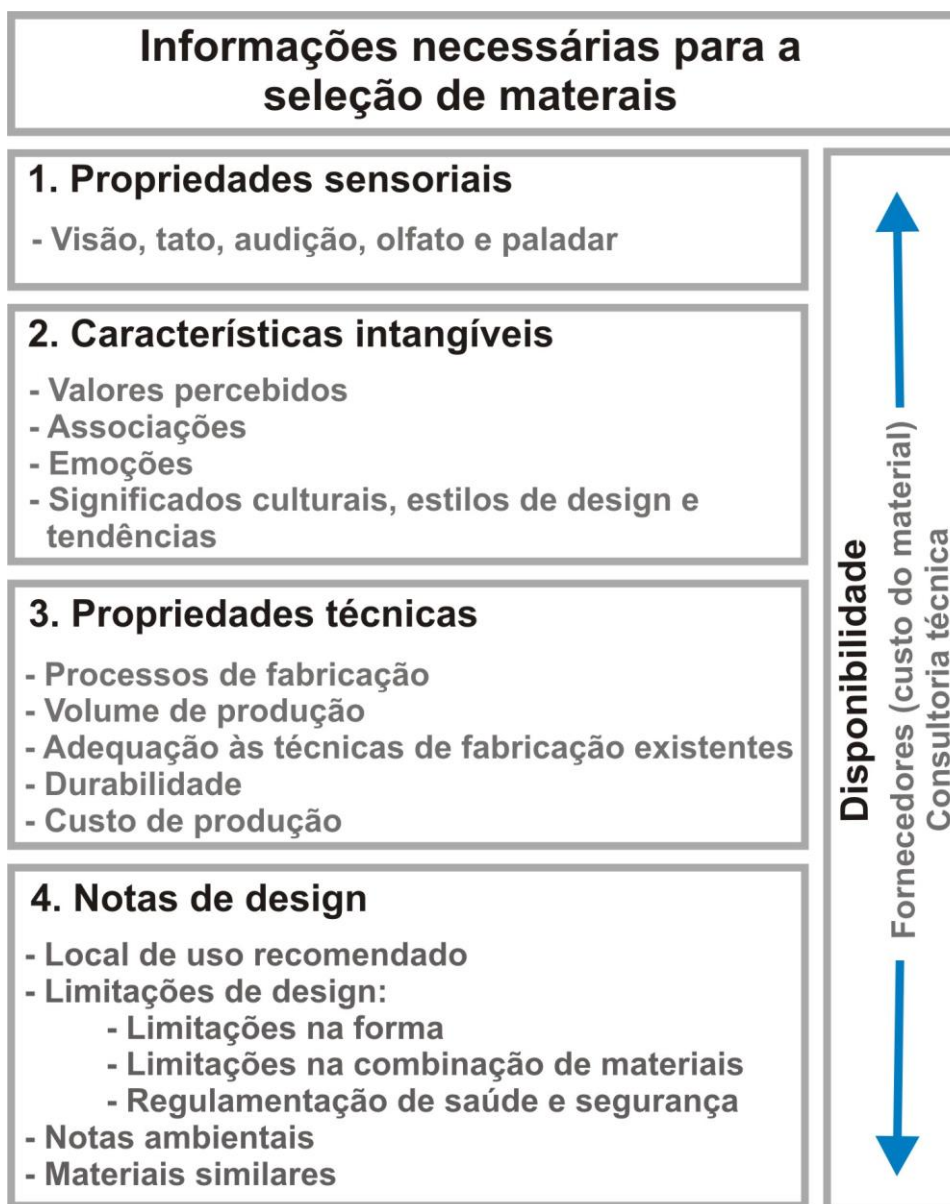 Informações necessárias para a
seleção de materais
1. Propriedades sensoriais
- Visão, tato, audição, olfato e paladar
2. Características intangíveis
- Valores percebidos
- Associações
- Emoções
- Significados culturais, estilos de design e
tendências
3. Propriedades técnicas
- Processos de fabricação
- Volume de produção
- Adequação às técnicas de fabricação existentes
- Durabilidade
- Custo de produção
4. Notas de design
- Local de uso recomendado
- Limitações de design:
- Limitações na forma
- Limitações na combinação de materiais
- Regulamentação de saúde e segurança
- Notas ambientais
- Materiais similares
Disponibilidade
Fornecedores (custo do material)
Consultoria técnica